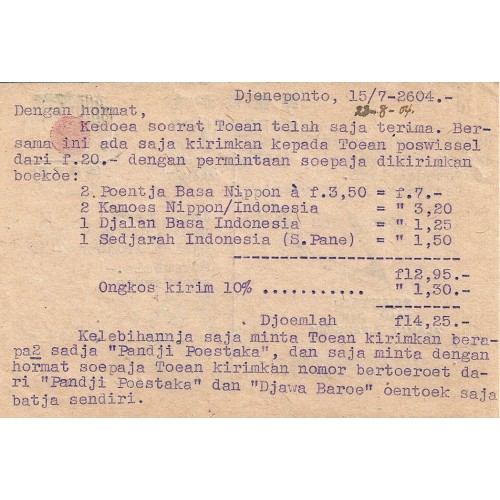 Djeneponto, 15/7-2604.-
23-8-04.
Dengan hormat,
Kedoea soerat Toean telah saja terima. Ber-
sama ini ada saja kirimkan kepada Toean poswissel
dari f.20.- dengan permintaan soepaja dikirimkan
boekoe:
2 Poentja Basa Nippon à f.3,50 = f.7.-
2 Kamoes Nippon/Indonesia = " 3,20
1 Djalan Basa Indonesia = " 1,25
1 Sedjarah Indonesia (S.Pane) = " 1,50
---------
f12,95.-
Ongkos kirim 10% ........... " 1,30.-
---------
Djoemlah f14,25.-
Kelebihannja saja minta Toean kirimkan bera-
pa2 sadja "Pandji Poestaka", dan saja minta dengan
hormat soepaja Toean kirimkan nomor bertoeroet da-
ri "Pandji Poestaka" dan "Djawa Baroe" oentoek saja
batja sendiri.